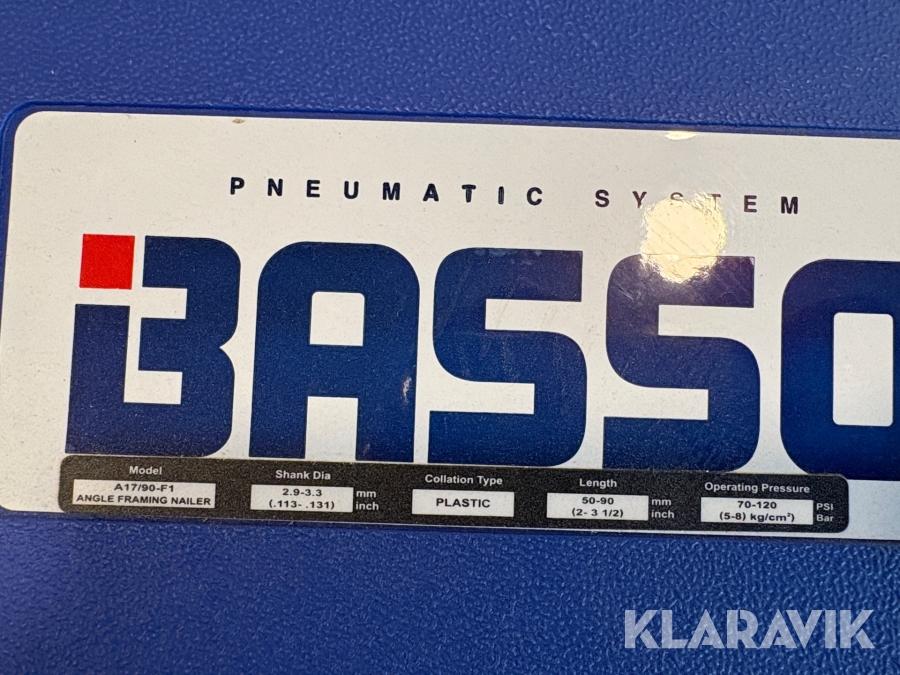 PNEUMATIC SYSTEM
BASSO
Model
A17/90-F1
ANGLE FRAMING NAILER
Shank Dia
2.9-3.3 mm
(.113- .131) inch
Collation Type
PLASTIC
Length
50-90 mm
(2- 3 1/2) inch
Operating Pressure
70-120 PSI
(5-8) kg/cm²) Bar
KLARAVIK